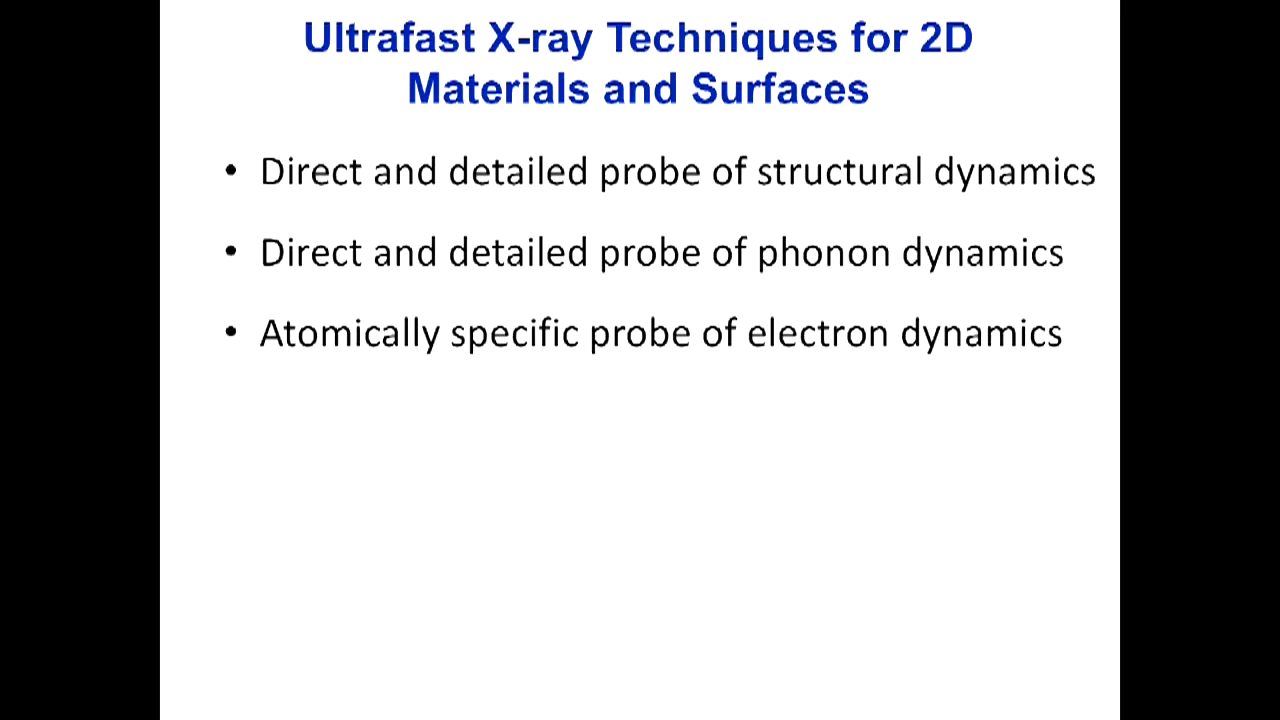 Ultrafast X-ray Techniques for 2D
Materials and Surfaces
• Direct and detailed probe of structural dynamics
• Direct and detailed probe of phonon dynamics
• Atomically specific probe of electron dynamics